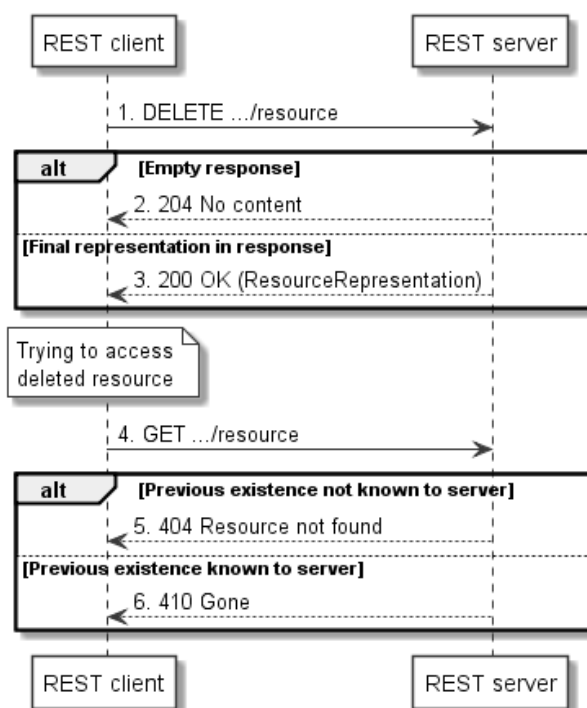 REST client REST server
1. DELETE .../resource
alt [Empty response]
2. 204 No content
[Final representation in response]
3. 200 OK (ResourceRepresentation)
Trying to access
deleted resource
4. GET .../resource
alt [Previous existence not known to server]
5. 404 Resource not found
[Previous existence known to server]
6. 410 Gone
REST client REST server